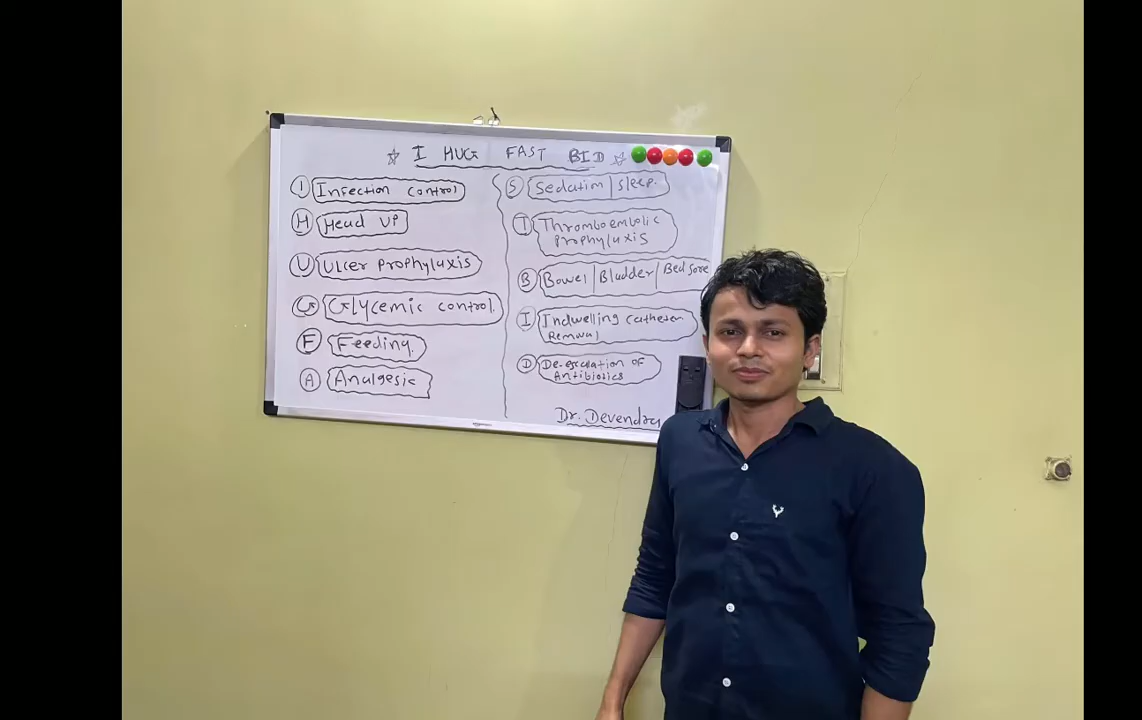 ☆ I HUG FAST BID ☆
I Infection control
H Head up
U Ulcer prophylaxis
G Glycemic control
F Feeding.
A Analgesic
S Sedation | sleep.
T Thromboembolic
prophylaxis
B Bowel | Bladder | Bed sore
I Indwelling catheter
Removal
D De-escalation of
Antibiotics
Dr. Devendra